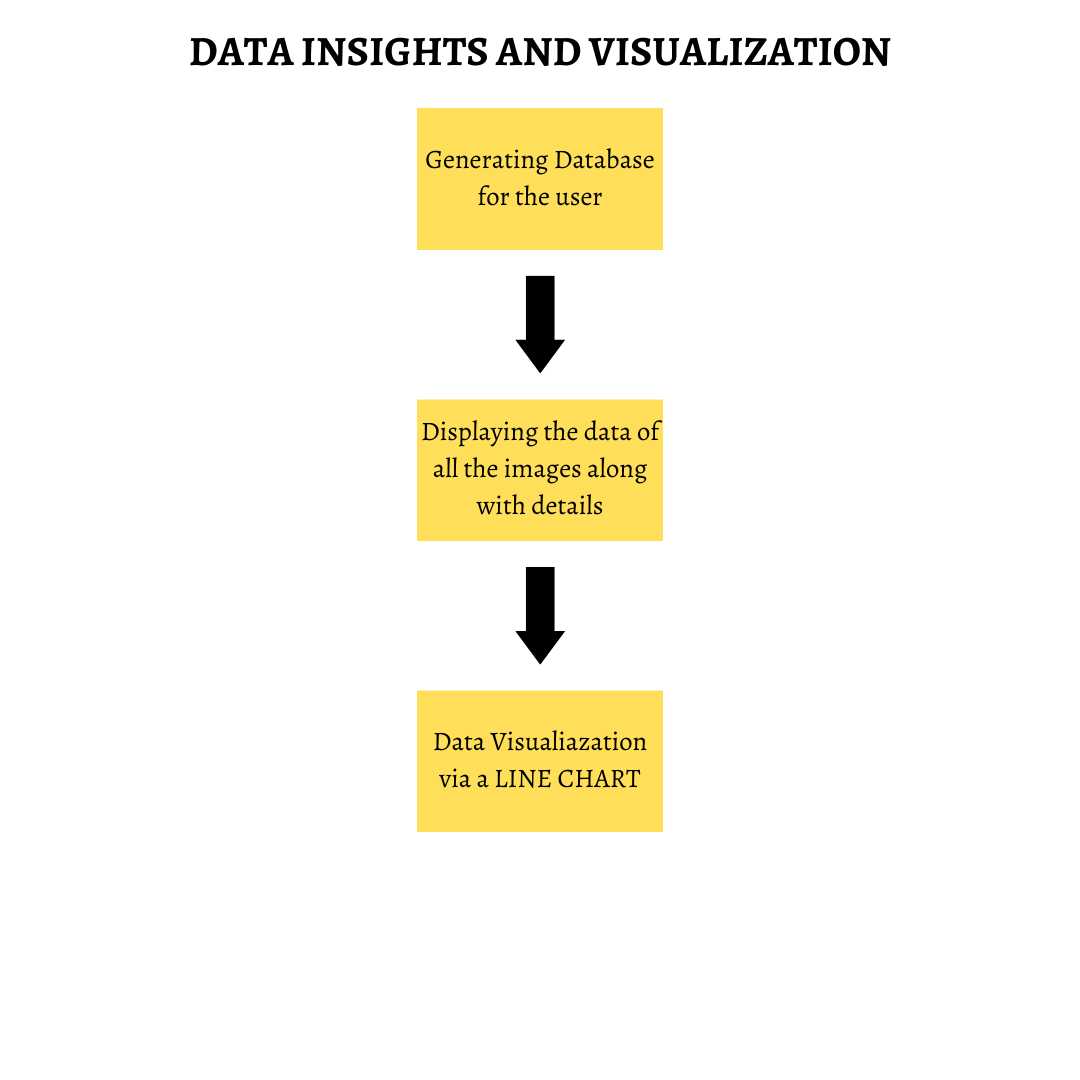 DATA INSIGHTS AND VISUALIZATION
Generating Database
for the user
Displaying the data of
all the images along
with details
Data Visualiazation
via a LINE CHART